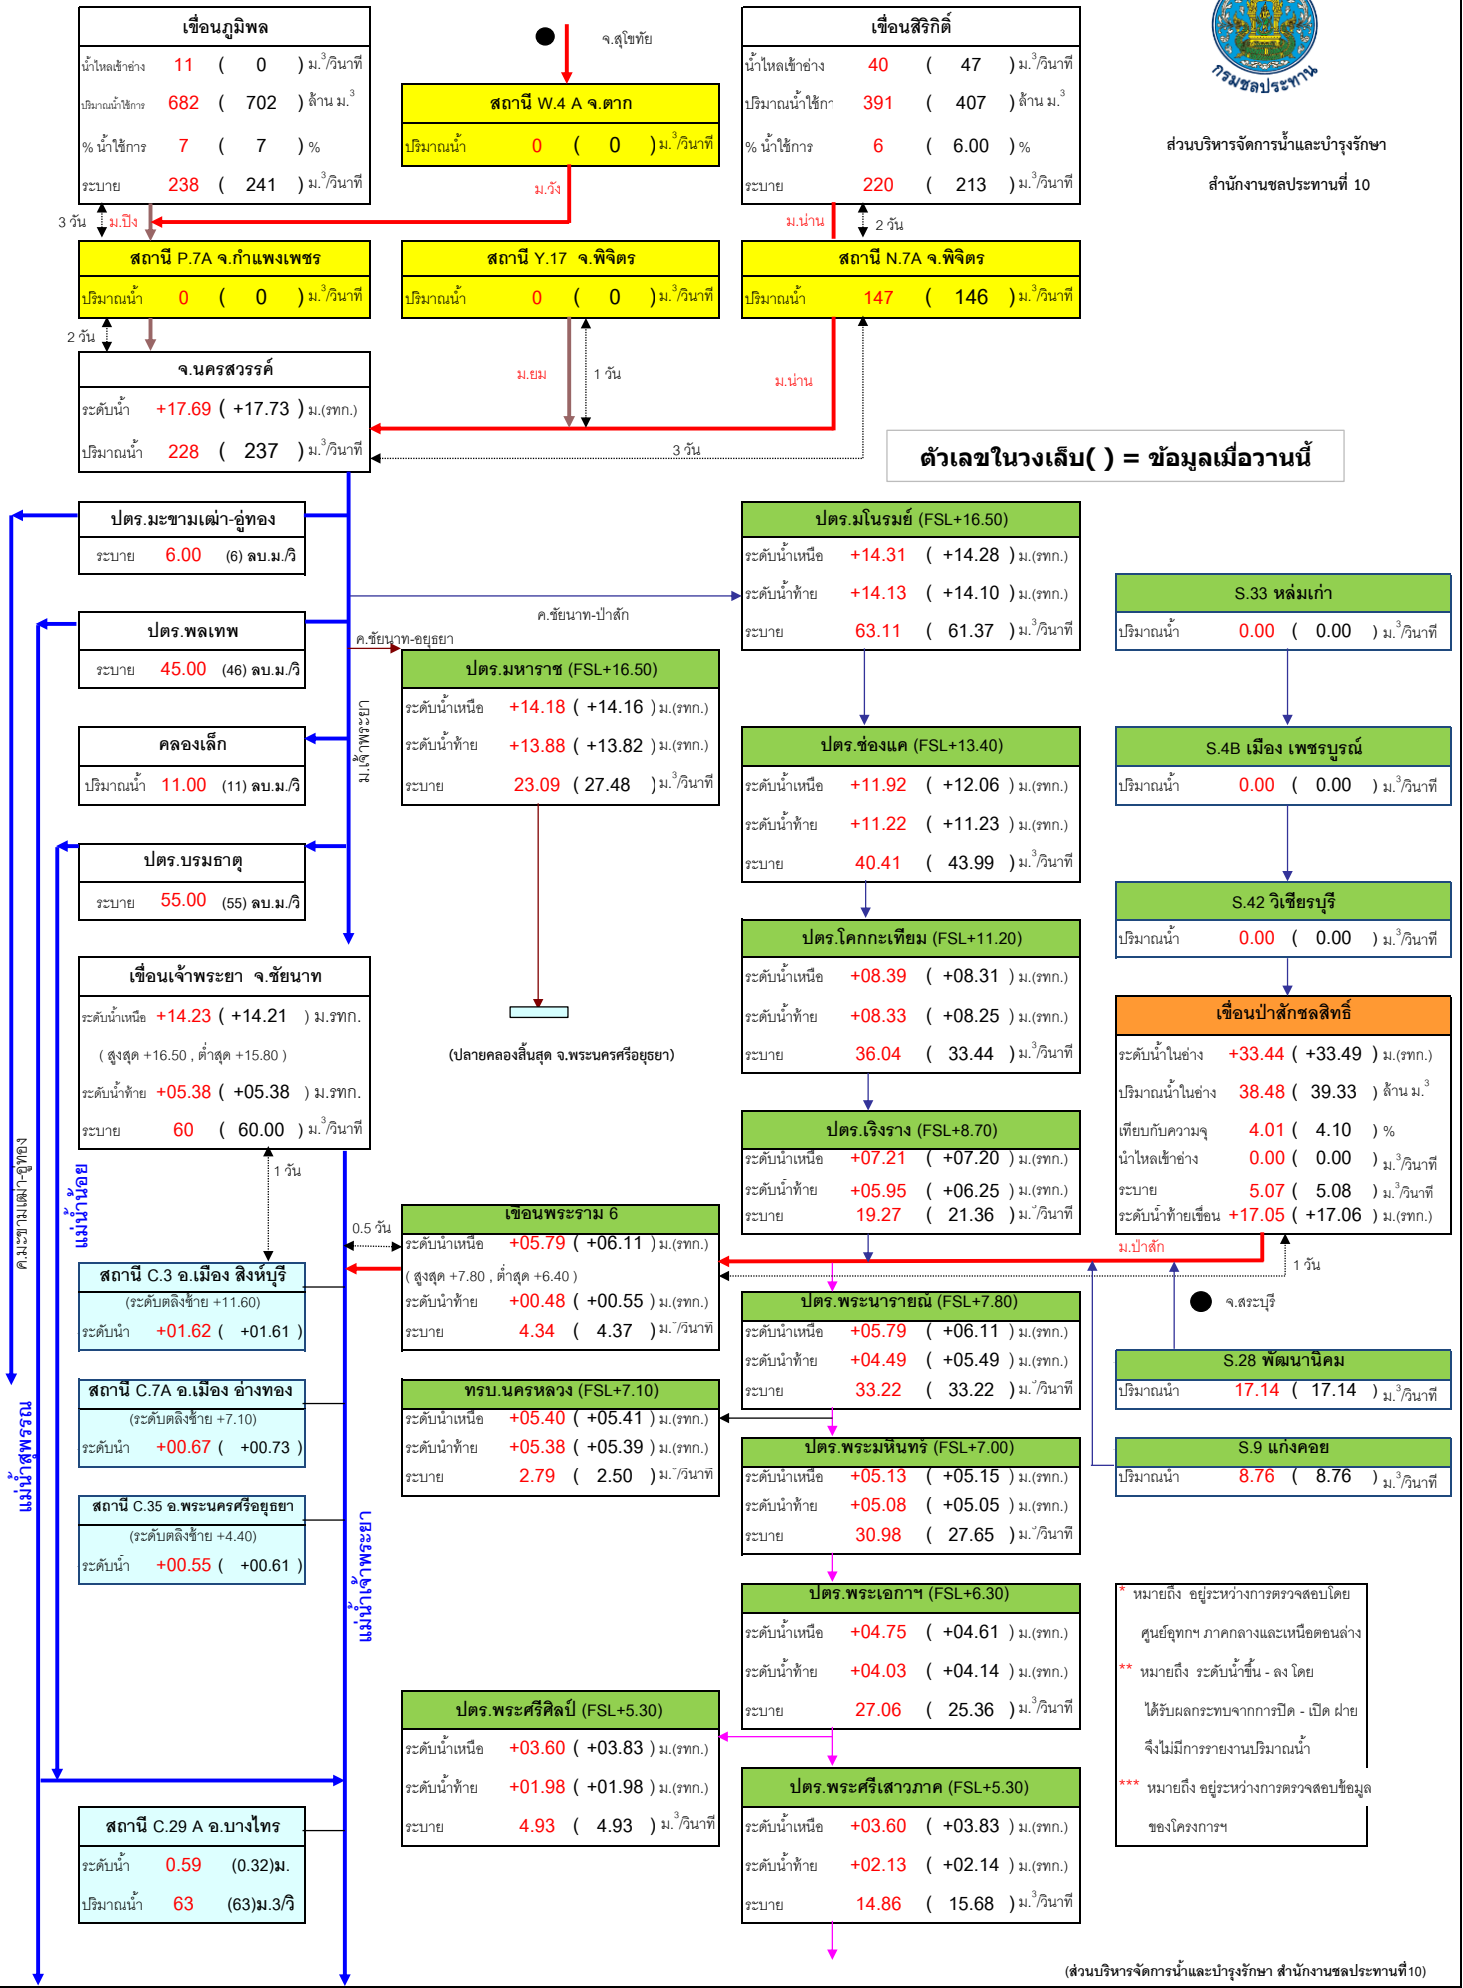 เขื่อนภูมิพล
น้ำไหลเข้าอ่าง 11 ( 0 ) ม.³/วินาที
ปริมาณน้ำใช้การ 682 ( 702 ) ล้าน ม.³
% น้ำใช้การ 7 ( 7 ) %
ระบาย 238 ( 241 ) ม.³/วินาที
จ.สุโขทัย
สถานี W.4 A จ.ตาก
ปริมาณน้ำ 0 ( 0 ) ม.³/วินาที
เขื่อนสิริกิติ์
น้ำไหลเข้าอ่าง 40 ( 47 ) ม.³/วินาที
ปริมาณน้ำใช้กา 391 ( 407 ) ล้าน ม.³
% น้ำใช้การ 6 ( 6.00 ) %
ระบาย 220 ( 213 ) ม.³/วินาที
กรมชลประทาน
ส่วนบริหารจัดการน้ำและบำรุงรักษา
สำนักงานชลประทานที่ 10
3 วัน
ม.ปิง
ม.วัง
ม.น่าน
2 วัน
สถานี P.7A จ.กำแพงเพชร
ปริมาณน้ำ 0 ( 0 ) ม.³/วินาที
สถานี Y.17 จ.พิจิตร
ปริมาณน้ำ 0 ( 0 ) ม.³/วินาที
สถานี N.7A จ.พิจิตร
ปริมาณน้ำ 147 ( 146 ) ม.³/วินาที
2 วัน
จ.นครสวรรค์
ระดับน้ำ +17.69 ( +17.73 ) ม.(รทก.)
ปริมาณน้ำ 228 ( 237 ) ม.³/วินาที
ม.ยม
1 วัน
ม.น่าน
3 วัน
ตัวเลขในวงเล็บ( ) = ข้อมูลเมื่อวานนี้
ปตร.มะขามเฒ่า-อู่ทอง
ระบาย 6.00 (6) ลบ.ม./วิ
ปตร.พลเทพ
ระบาย 45.00 (46) ลบ.ม./วิ
คลองเล็ก
ปริมาณน้ำ 11.00 (11) ลบ.ม./วิ
ปตร.บรมธาตุ
ระบาย 55.00 (55) ลบ.ม./วิ
ค.ชัยนาท-ป่าสัก
ค.ชัยนาท-อยุธยา
ม.เจ้าพระยา
ปตร.มหาราช (FSL+16.50)
ระดับน้ำเหนือ +14.18 ( +14.16 ) ม.(รทก.)
ระดับน้ำท้าย +13.88 ( +13.82 ) ม.(รทก.)
ระบาย 23.09 ( 27.48 ) ม.³/วินาที
(ปลายคลองสิ้นสุด จ.พระนครศรีอยุธยา)
ปตร.มโนรมย์ (FSL+16.50)
ระดับน้ำเหนือ +14.31 ( +14.28 ) ม.(รทก.)
ระดับน้ำท้าย +14.13 ( +14.10 ) ม.(รทก.)
ระบาย 63.11 ( 61.37 ) ม.³/วินาที
ปตร.ช่องแค (FSL+13.40)
ระดับน้ำเหนือ +11.92 ( +12.06 ) ม.(รทก.)
ระดับน้ำท้าย +11.22 ( +11.23 ) ม.(รทก.)
ระบาย 40.41 ( 43.99 ) ม.³/วินาที
ปตร.โคกกะเทียม (FSL+11.20)
ระดับน้ำเหนือ +08.39 ( +08.31 ) ม.(รทก.)
ระดับน้ำท้าย +08.33 ( +08.25 ) ม.(รทก.)
ระบาย 36.04 ( 33.44 ) ม.³/วินาที
ปตร.เริงราง (FSL+8.70)
ระดับน้ำเหนือ +07.21 ( +07.20 ) ม.(รทก.)
ระดับน้ำท้าย +05.95 ( +06.25 ) ม.(รทก.)
ระบาย 19.27 ( 21.36 ) ม.³/วินาที
S.33 หล่มเก่า
ปริมาณน้ำ 0.00 ( 0.00 ) ม.³/วินาที
S.4B เมือง เพชรบูรณ์
ปริมาณน้ำ 0.00 ( 0.00 ) ม.³/วินาที
S.42 วิเชียรบุรี
ปริมาณน้ำ 0.00 ( 0.00 ) ม.³/วินาที
เขื่อนป่าสักชลสิทธิ์
ระดับน้ำในอ่าง +33.44 ( +33.49 ) ม.(รทก.)
ปริมาณน้ำในอ่าง 38.48 ( 39.33 ) ล้าน ม.³
เทียบกับความจุ 4.01 ( 4.10 ) %
น้ำไหลเข้าอ่าง 0.00 ( 0.00 ) ม.³/วินาที
ระบาย 5.07 ( 5.08 ) ม.³/วินาที
ระดับน้ำท้ายเขื่อน +17.05 ( +17.06 ) ม.(รทก.)
เขื่อนเจ้าพระยา จ.ชัยนาท
ระดับน้ำเหนือ +14.23 ( +14.21 ) ม.รทก.
( สูงสุด +16.50 , ต่ำสุด +15.80 )
ระดับน้ำท้าย +05.38 ( +05.38 ) ม.รทก.
ระบาย 60 ( 60.00 ) ม.³/วินาที
1 วัน
0.5 วัน
ค.มะขามเฒ่า-อู่ทอง
แม่น้ำน้อย
แม่น้ำสุพรรณ
แม่น้ำเจ้าพระยา
เขื่อนพระราม 6
ระดับน้ำเหนือ +05.79 ( +06.11 ) ม.(รทก.)
( สูงสุด +7.80 , ต่ำสุด +6.40 )
ระดับน้ำท้าย +00.48 ( +00.55 ) ม.(รทก.)
ระบาย 4.34 ( 4.37 ) ม.³/วินาที
ม.ป่าสัก
1 วัน
จ.สระบุรี
สถานี C.3 อ.เมือง สิงห์บุรี
(ระดับตลิ่งซ้าย +11.60)
ระดับน้ำ +01.62 ( +01.61 )
สถานี C.7A อ.เมือง อ่างทอง
(ระดับตลิ่งซ้าย +7.10)
ระดับน้ำ +00.67 ( +00.73 )
สถานี C.35 อ.พระนครศรีอยุธยา
(ระดับตลิ่งซ้าย +4.40)
ระดับน้ำ +00.55 ( +00.61 )
ทรบ.นครหลวง (FSL+7.10)
ระดับน้ำเหนือ +05.40 ( +05.41 ) ม.(รทก.)
ระดับน้ำท้าย +05.38 ( +05.39 ) ม.(รทก.)
ระบาย 2.79 ( 2.50 ) ม.³/วินาที
ปตร.พระนารายณ์ (FSL+7.80)
ระดับน้ำเหนือ +05.79 ( +06.11 ) ม.(รทก.)
ระดับน้ำท้าย +04.49 ( +05.49 ) ม.(รทก.)
ระบาย 33.22 ( 33.22 ) ม.³/วินาที
ปตร.พระมหินทร์ (FSL+7.00)
ระดับน้ำเหนือ +05.13 ( +05.15 ) ม.(รทก.)
ระดับน้ำท้าย +05.08 ( +05.05 ) ม.(รทก.)
ระบาย 30.98 ( 27.65 ) ม.³/วินาที
S.28 พัฒนานิคม
ปริมาณน้ำ 17.14 ( 17.14 ) ม.³/วินาที
S.9 แก่งคอย
ปริมาณน้ำ 8.76 ( 8.76 ) ม.³/วินาที
ปตร.พระเอกาฯ (FSL+6.30)
ระดับน้ำเหนือ +04.75 ( +04.61 ) ม.(รทก.)
ระดับน้ำท้าย +04.03 ( +04.14 ) ม.(รทก.)
ระบาย 27.06 ( 25.36 ) ม.³/วินาที
ปตร.พระศรีศิลป์ (FSL+5.30)
ระดับน้ำเหนือ +03.60 ( +03.83 ) ม.(รทก.)
ระดับน้ำท้าย +01.98 ( +01.98 ) ม.(รทก.)
ระบาย 4.93 ( 4.93 ) ม.³/วินาที
ปตร.พระศรีเสาวภาค (FSL+5.30)
ระดับน้ำเหนือ +03.60 ( +03.83 ) ม.(รทก.)
ระดับน้ำท้าย +02.13 ( +02.14 ) ม.(รทก.)
ระบาย 14.86 ( 15.68 ) ม.³/วินาที
* หมายถึง อยู่ระหว่างการตรวจสอบโดย
ศูนย์อุทกฯ ภาคกลางและเหนือตอนล่าง
** หมายถึง ระดับน้ำขึ้น - ลง โดย
ได้รับผลกระทบจากการปิด - เปิด ฝาย
จึงไม่มีการรายงานปริมาณน้ำ
*** หมายถึง อยู่ระหว่างการตรวจสอบข้อมูล
ของโครงการฯ
สถานี C.29 A อ.บางไทร
ระดับน้ำ 0.59 (0.32)ม.
ปริมาณน้ำ 63 (63)ม.3/วิ
(ส่วนบริหารจัดการน้ำและบำรุงรักษา สำนักงานชลประทานที่10)